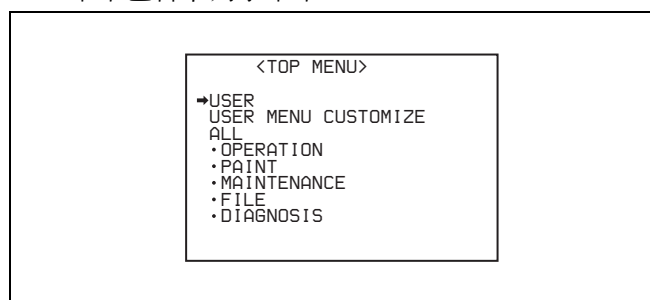 <TOP MENU>
➡USER
USER MENU CUSTOMIZE
ALL
・OPERATION
・PAINT
・MAINTENANCE
・FILE
・DIAGNOSIS